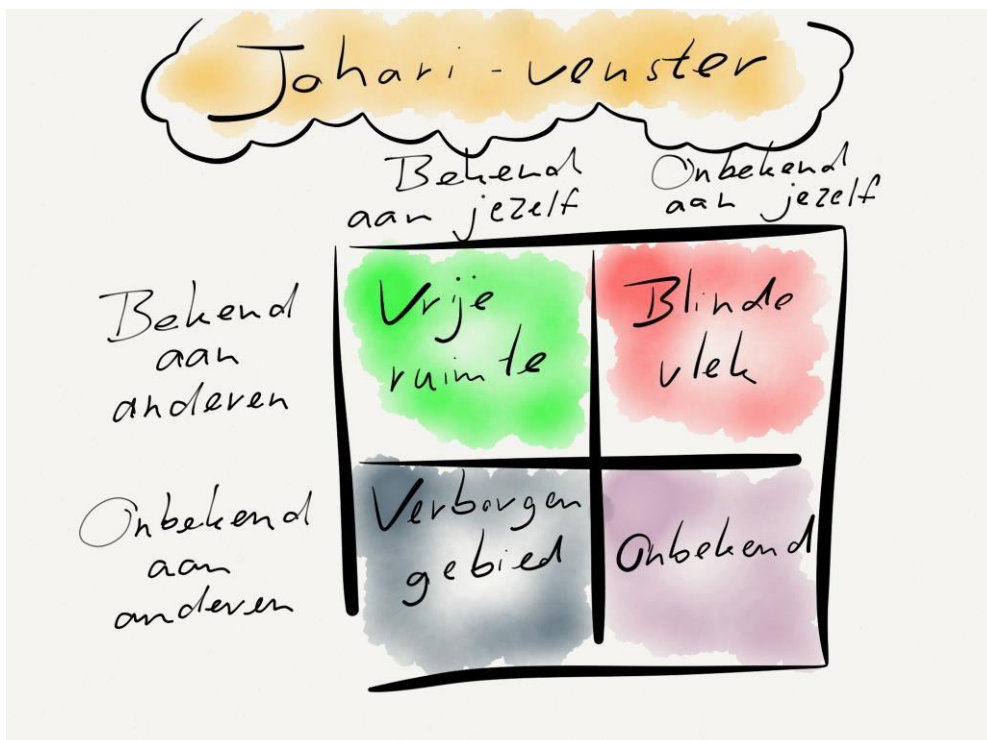 Johari-venster
Bekend
aan jezelf
Onbekend
aan jezelf
Bekend
aan
anderen
Vrije
ruimte
Blinde
vlek
Onbekend
aan
anderen
Verborgen
gebied
Onbekend